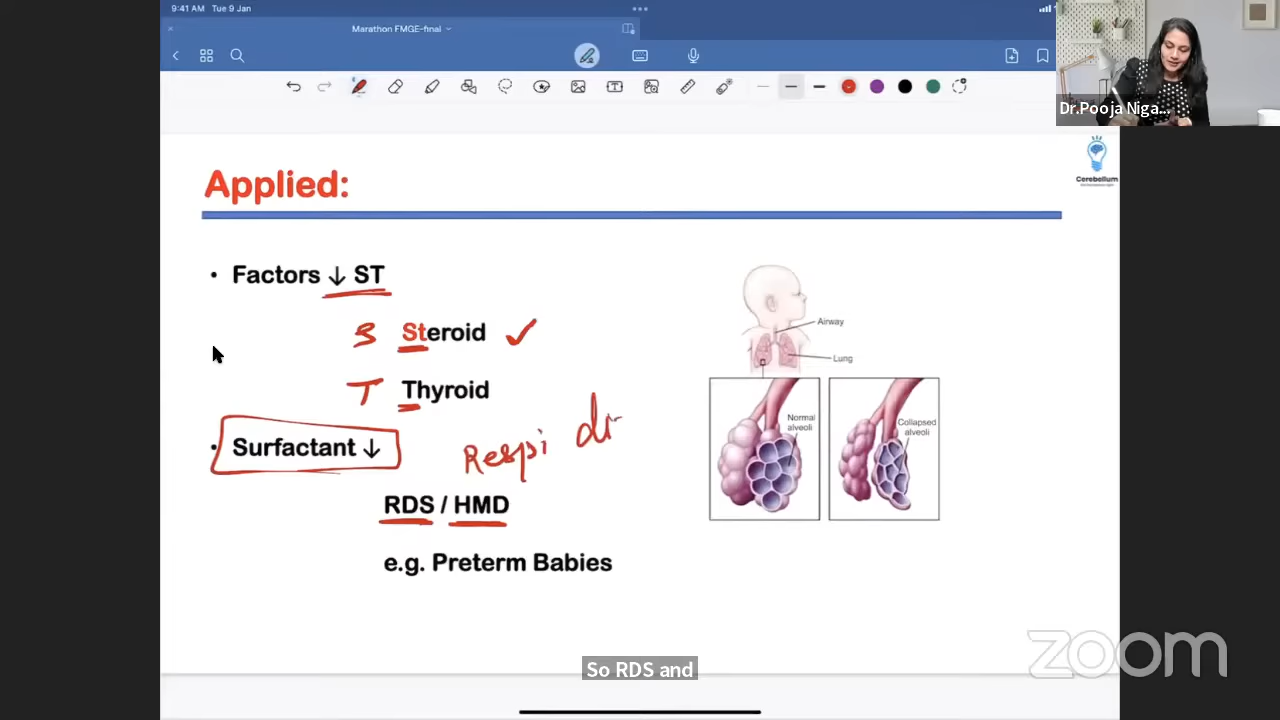 9:41 AM Tue 9 Jan
Marathon FMGE-final
Dr.Pooja Niga...
Cerebellum
Applied:
• Factors ↓ ST
S Steroid ✓
T Thyroid
• Surfactant ↓
Respi di
RDS / HMD
e.g. Preterm Babies
Airway
Lung
Normal
alveoli
Collapsed
alveoli
So RDS and
zoom